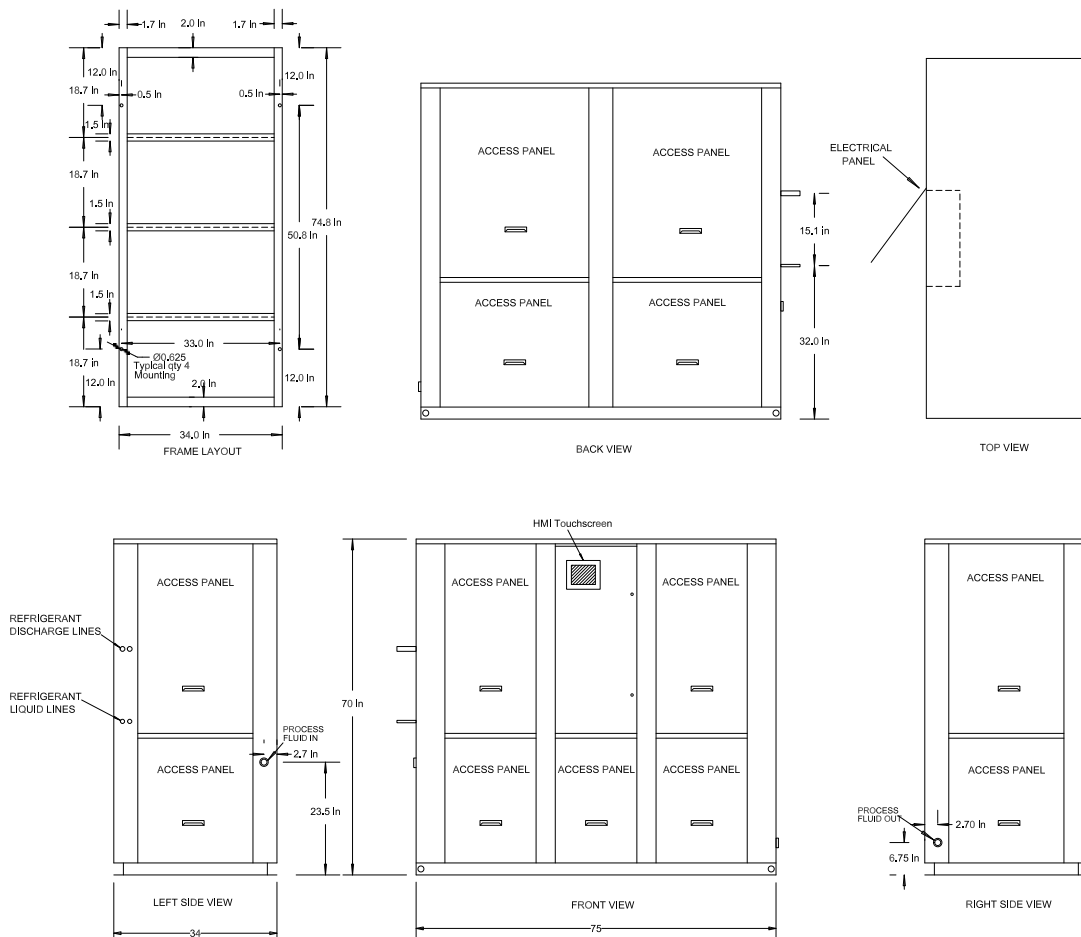 1.7 in
2.0 in
1.7 in
12.0 in
12.0 in
18.7 in
0.5 in
0.5 in
1.5 in
18.7 in
1.5 in
74.8 in
50.8 in
18.7 in
1.5 in
33.0 in
Ø0.625
Typical qty 4
Mounting
18.7 in
12.0 in
2.0 in
12.0 in
34.0 in
FRAME LAYOUT
ACCESS PANEL
ACCESS PANEL
ACCESS PANEL
ACCESS PANEL
15.1 in
32.0 in
BACK VIEW
ELECTRICAL
PANEL
TOP VIEW
ACCESS PANEL
REFRIGERANT
DISCHARGE LINES
REFRIGERANT
LIQUID LINES
PROCESS
FLUID IN
2.7 in
ACCESS PANEL
23.5 in
LEFT SIDE VIEW
34
HMI Touchscreen
ACCESS PANEL
ACCESS PANEL
70 in
ACCESS PANEL
ACCESS PANEL
ACCESS PANEL
FRONT VIEW
75
ACCESS PANEL
ACCESS PANEL
PROCESS
FLUID OUT
2.70 in
6.75 in
RIGHT SIDE VIEW